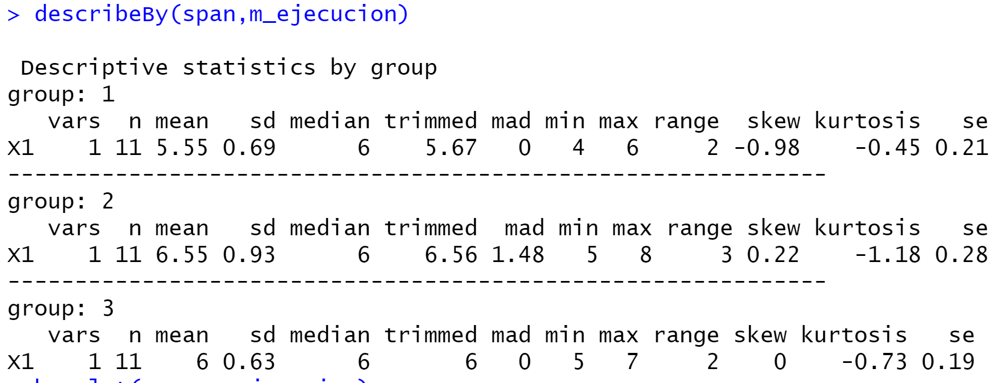 > describeBy(span,m_ejecucion)
Descriptive statistics by group
group: 1
vars n mean sd median trimmed mad min max range skew kurtosis se
X1 1 11 5.55 0.69 6 5.67 0 4 6 2 -0.98 -0.45 0.21
-------------------------------------------------------------
group: 2
vars n mean sd median trimmed mad min max range skew kurtosis se
X1 1 11 6.55 0.93 6 6.56 1.48 5 8 3 0.22 -1.18 0.28
-------------------------------------------------------------
group: 3
vars n mean sd median trimmed mad min max range skew kurtosis se
X1 1 11 6 0.63 6 6 0 5 7 2 0 -0.73 0.19